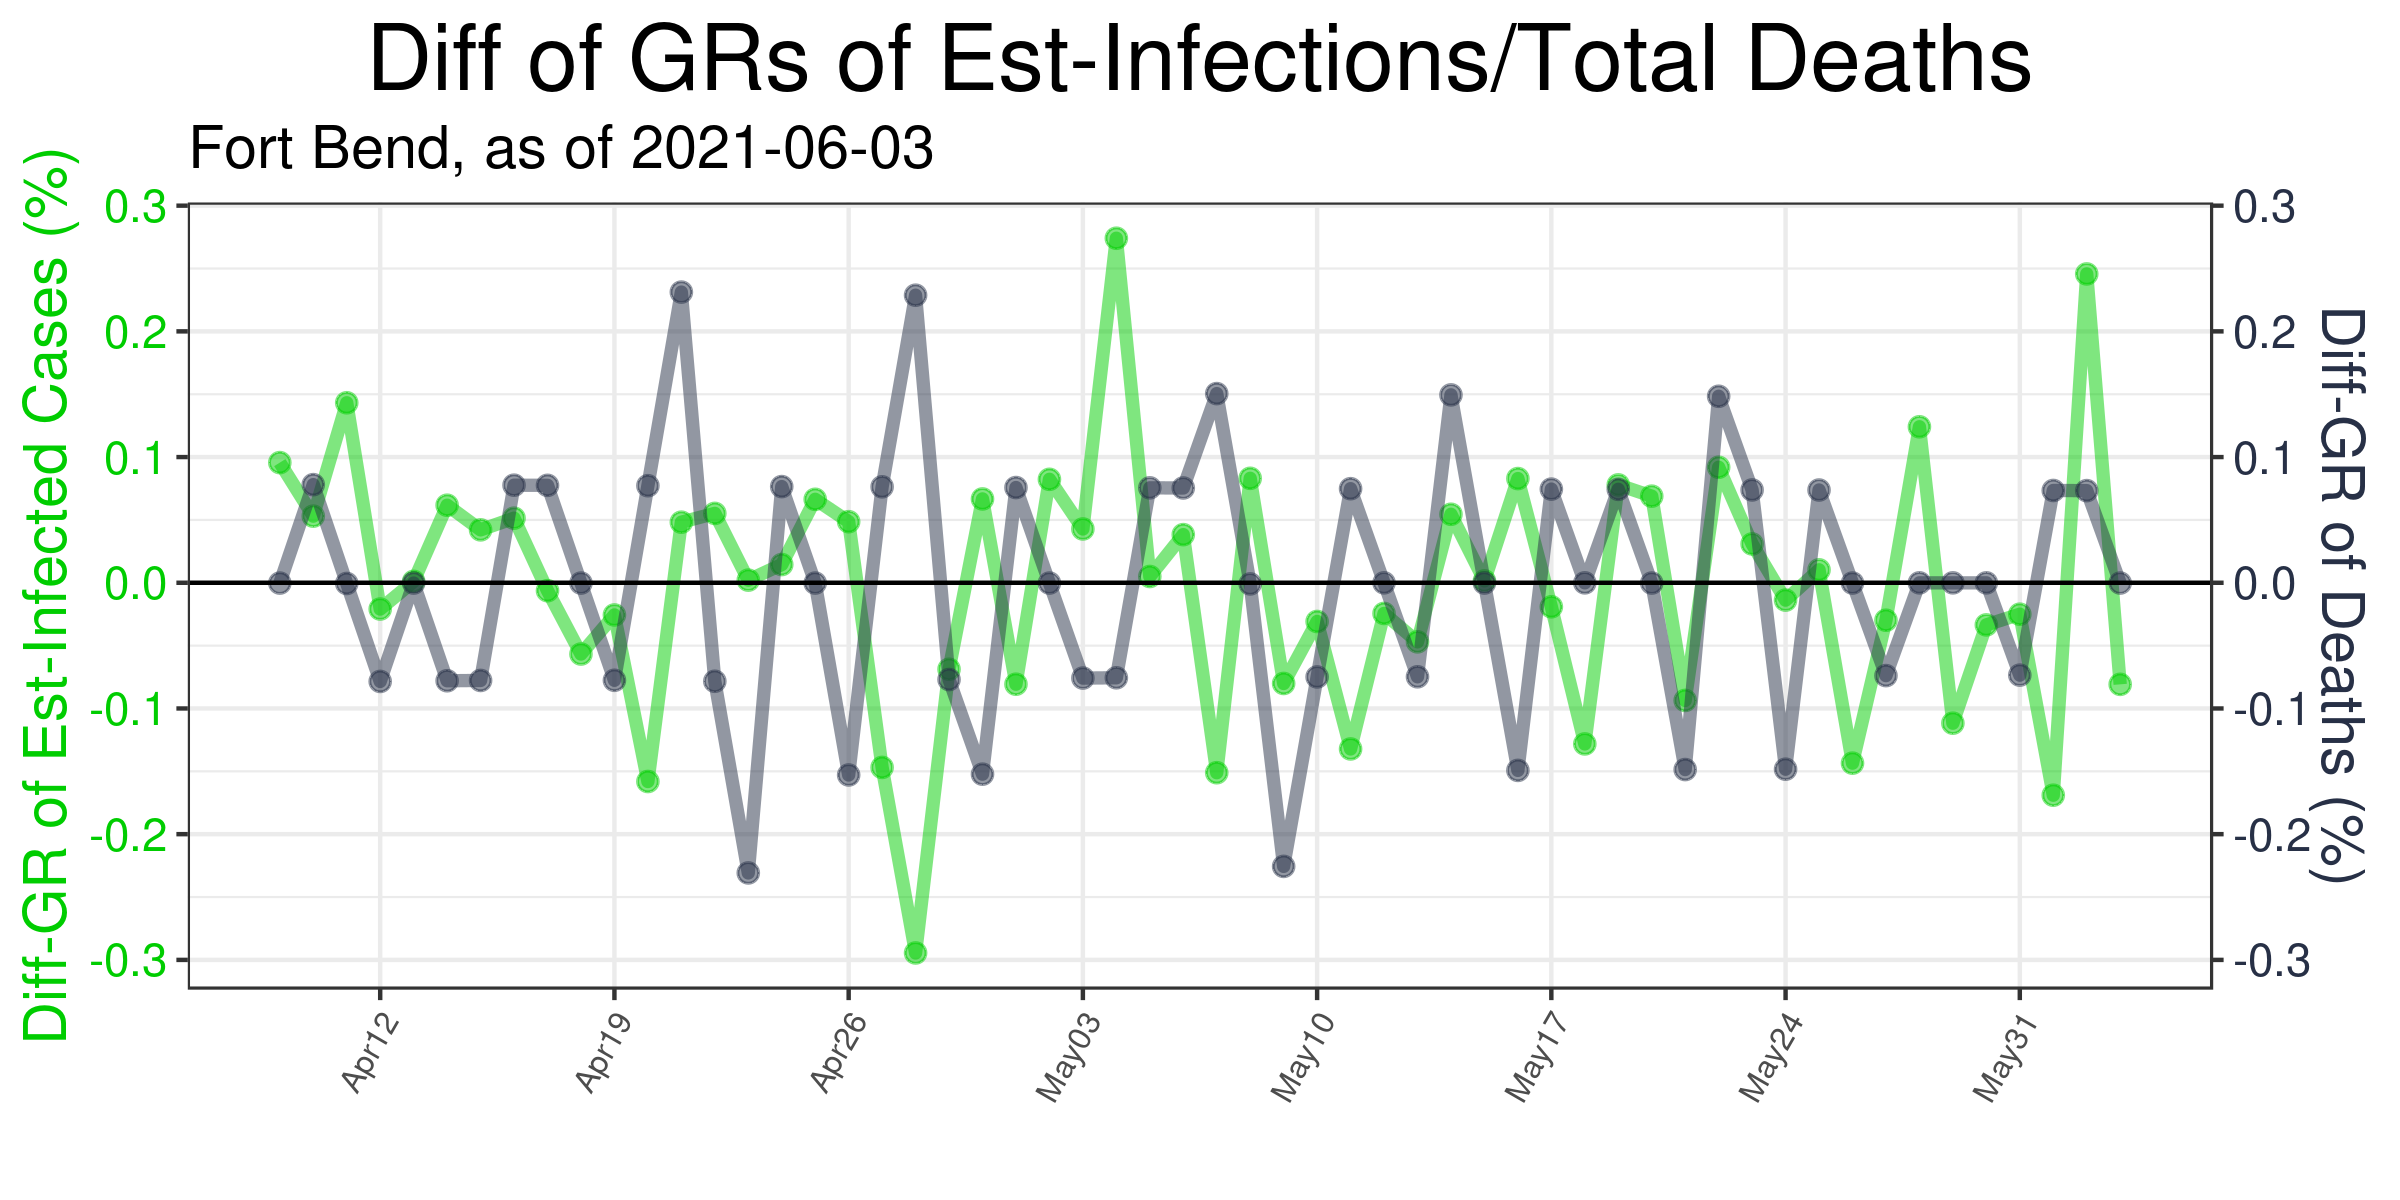 Diff of GRs of Est-Infections/Total Deaths
Fort Bend, as of 2021-06-03
Diff-GR of Est-Infected Cases (%)
0.3
0.2
0.1
0.0
-0.1
-0.2
-0.3
0.3
0.2
0.1
0.0
-0.1
-0.2
-0.3
Diff-GR of Deaths (%)
Apr12
Apr19
Apr26
May03
May10
May17
May24
May31